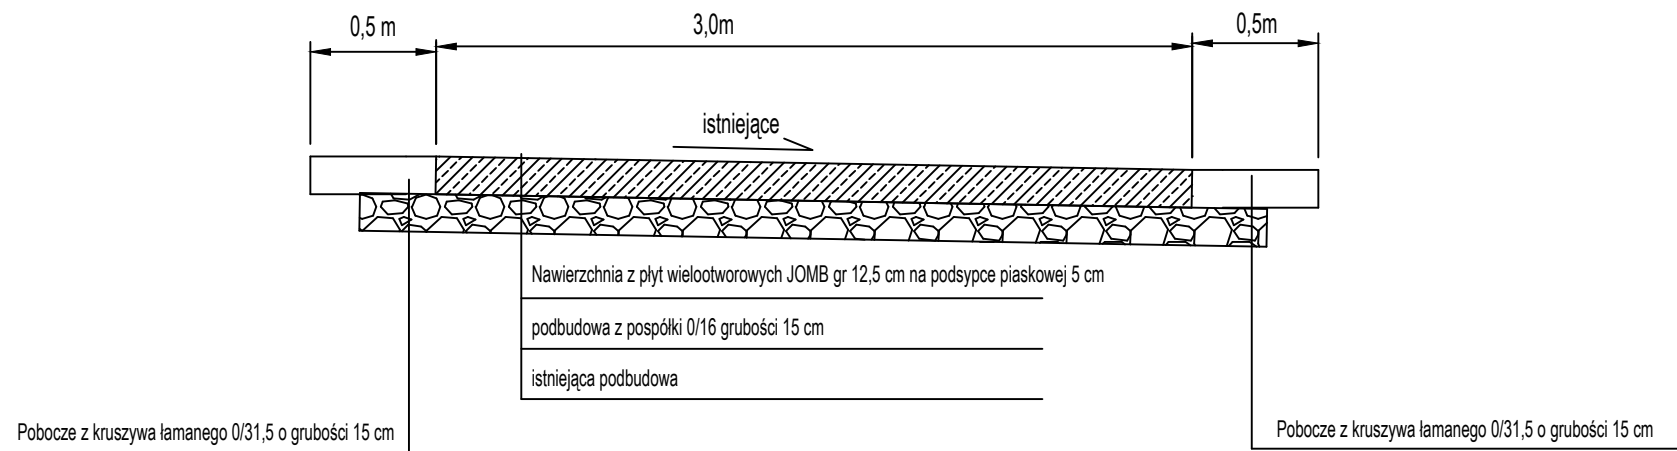 0,5 m
3,0m
0,5m
istniejące
Nawierzchnia z płyt wielootworowych JOMB gr 12,5 cm na podsypce piaskowej 5 cm
podbudowa z pospółki 0/16 grubości 15 cm
istniejąca podbudowa
Pobocze z kruszywa łamanego 0/31,5 o grubości 15 cm
Pobocze z kruszywa łamanego 0/31,5 o grubości 15 cm